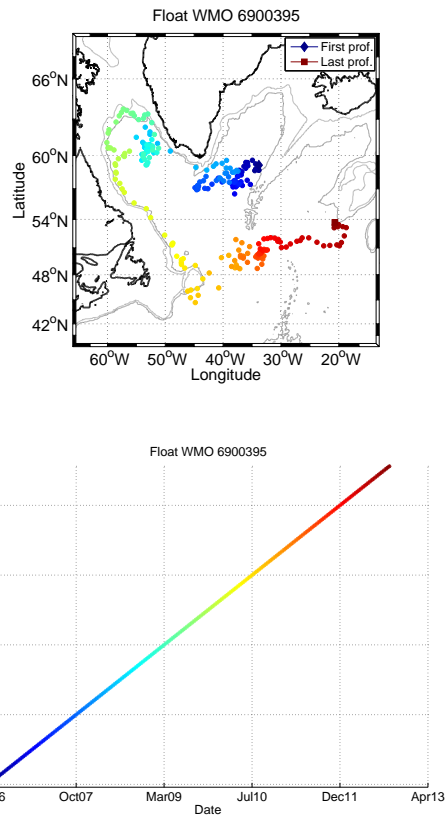 Float WMO 6900395
First prof.
Last prof.
66°N
60°N
54°N
48°N
42°N
Latitude
60°W 50°W 40°W 30°W 20°W
Longitude
Float WMO 6900395
6 Oct07 Mar09 Jul10 Dec11 Apr13
Date